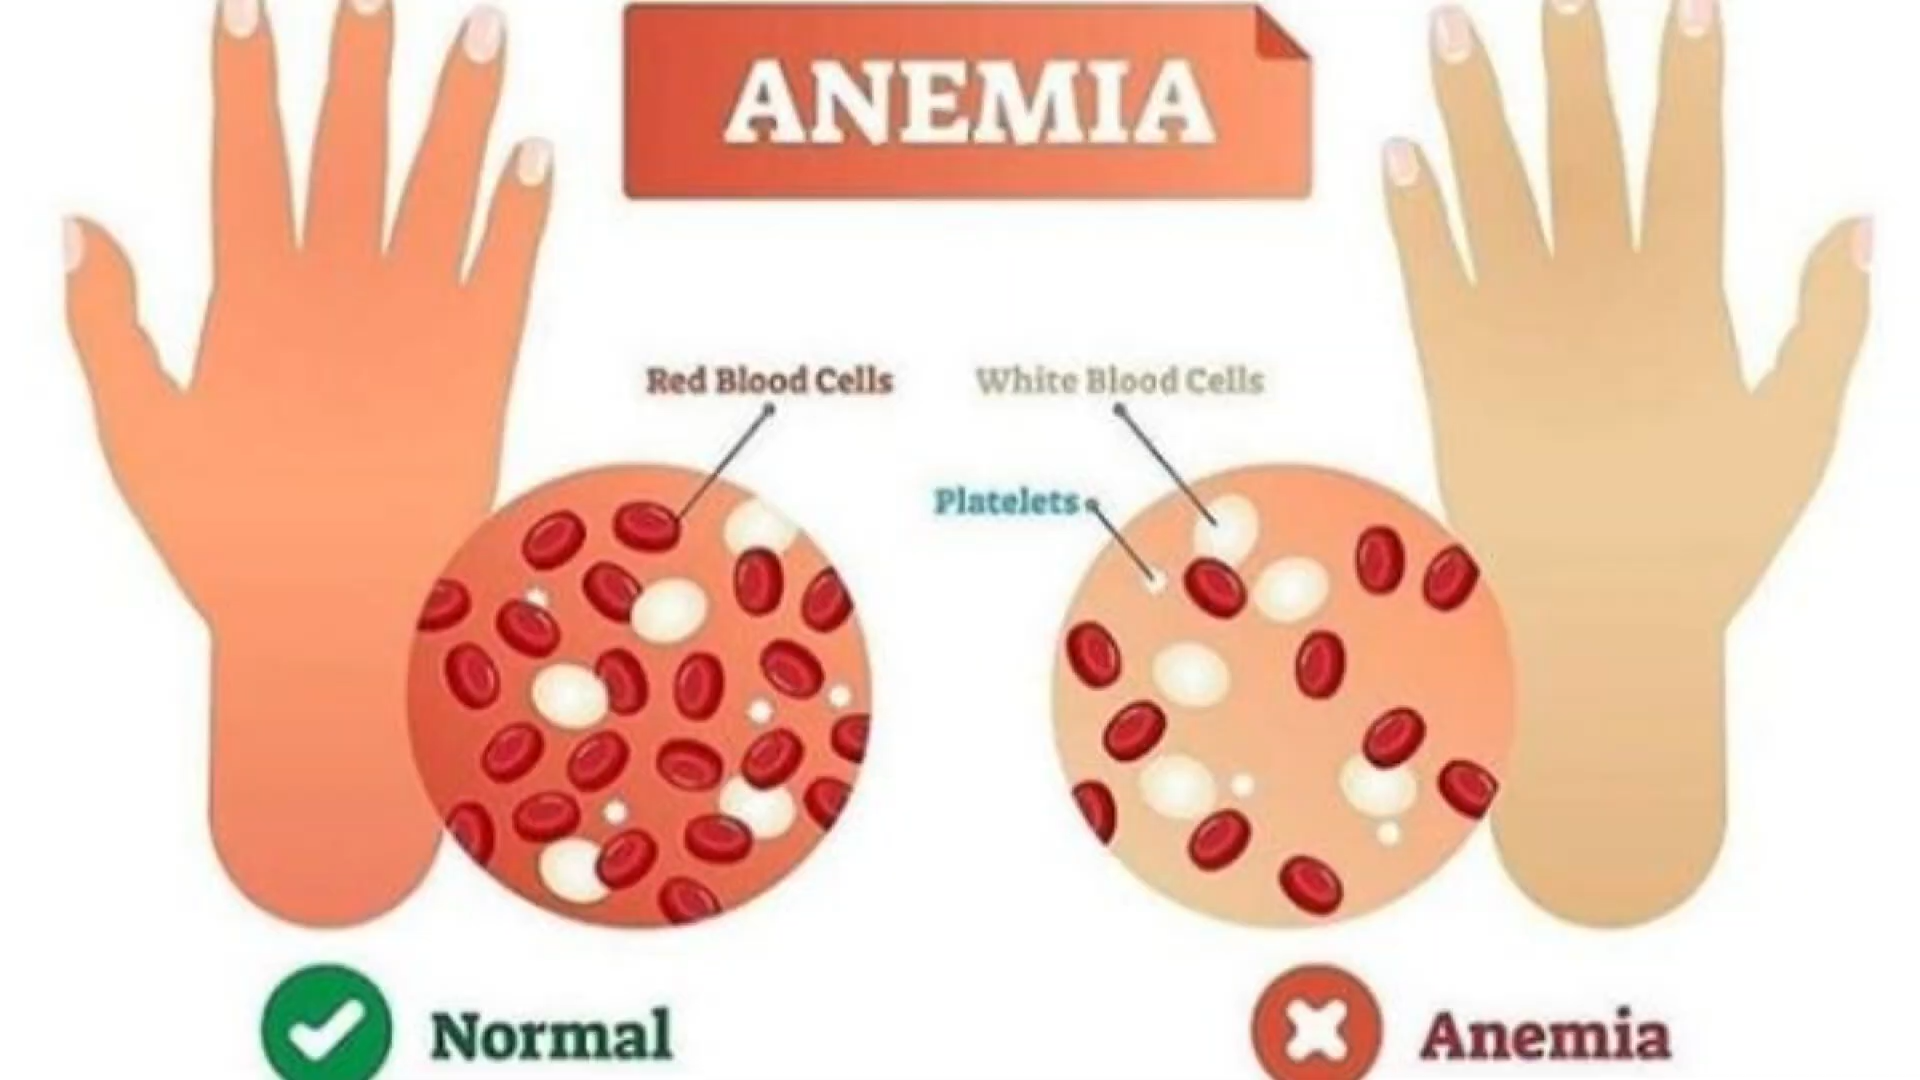 ANEMIA
Red Blood Cells
White Blood Cells
Platelets
Normal
Anemia